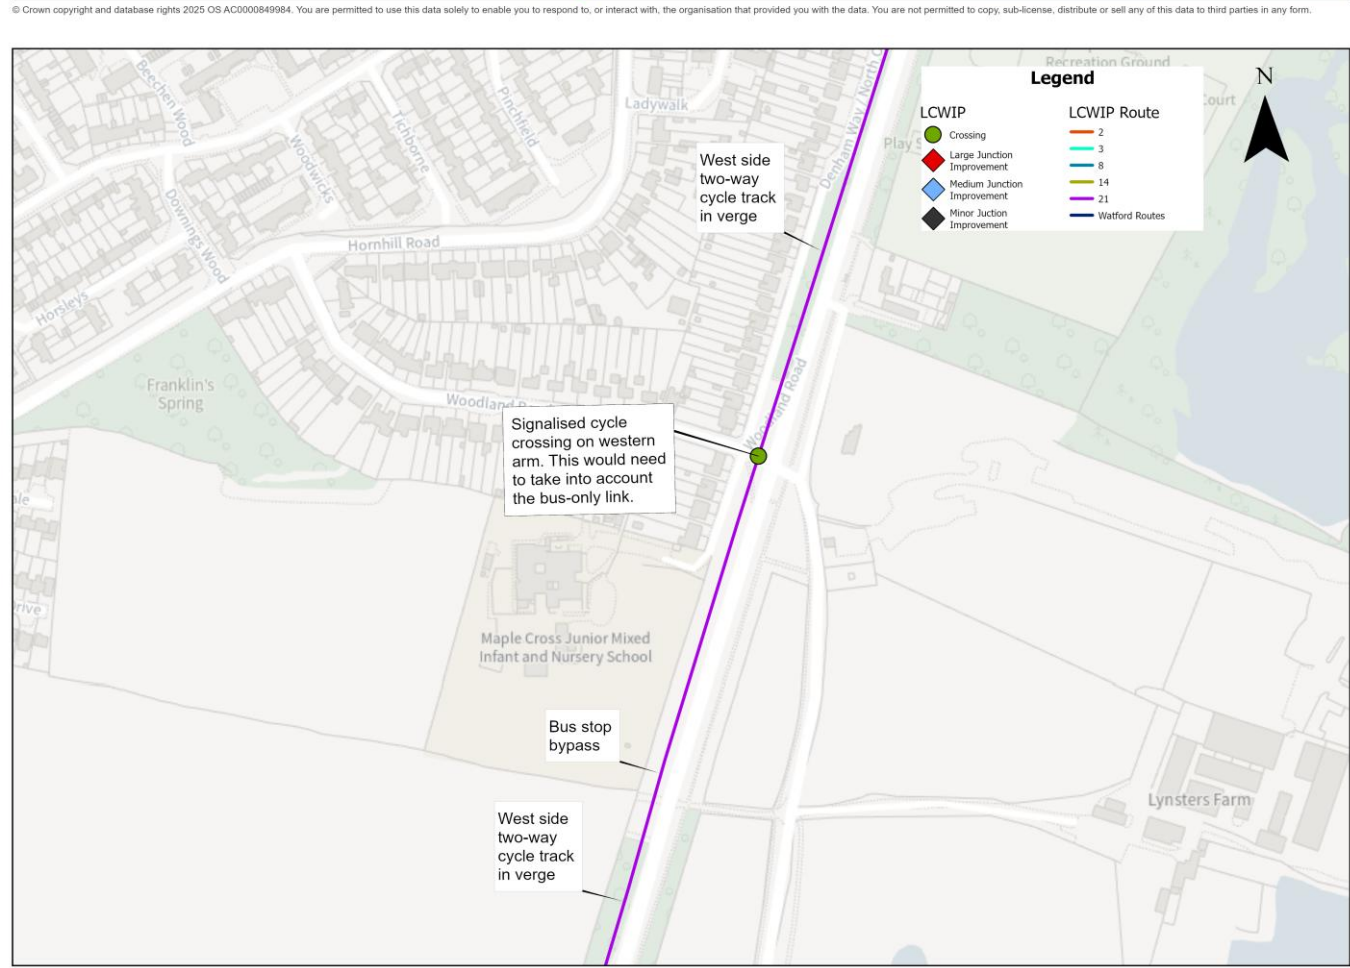 © Crown copyright and database rights 2025 OS AC0000849984. You are permitted to use this data solely to enable you to respond to, or interact with, the organisation that provided you with the data. You are not permitted to copy, sub-license, distribute or sell any of this data to third parties in any form.
Recreation Ground
Legend
N
LCWIP
Crossing
Large Junction
Improvement
Medium Junction
Improvement
Minor Juction
Improvement
LCWIP Route
2
3
8
14
21
Watford Routes
Court
Beechen Wood
Tichborne
Pinchfield
Ladywalk
Denham Way / North
Woodwicks
Downings Wood
West side
two-way
cycle track
in verge
Hornhill Road
Horsleys
Franklin's
Spring
Woodland
Woodland Road
Signalised cycle
crossing on western
arm. This would need
to take into account
the bus-only link.
Maple Cross Junior Mixed
Infant and Nursery School
Bus stop
bypass
Lynsters Farm
West side
two-way
cycle track
in verge